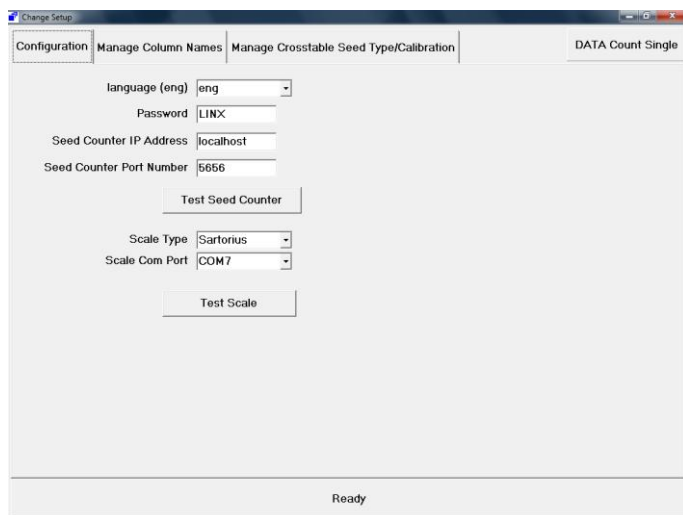 Change Setup
Configuration Manage Column Names Manage Crosstable Seed Type/Calibration DATA Count Single
language (eng) eng
Password LINX
Seed Counter IP Address localhost
Seed Counter Port Number 5656
Test Seed Counter
Scale Type Sartorius
Scale Com Port COM7
Test Scale
Ready